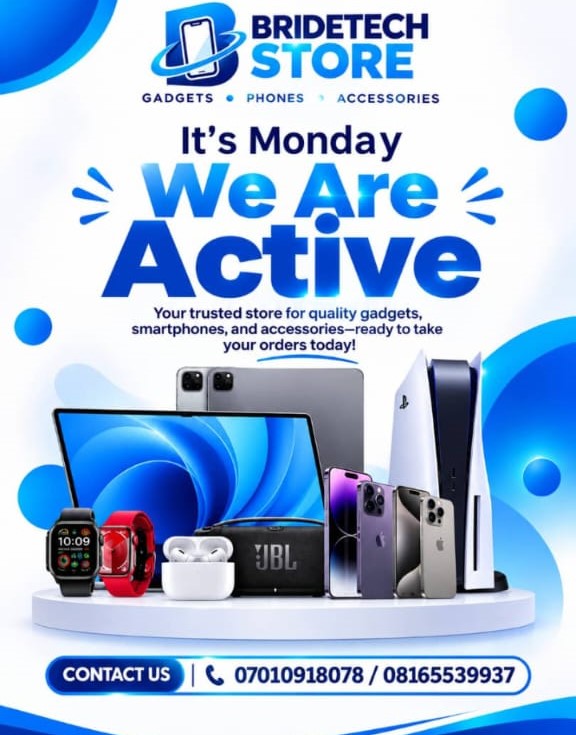 BRIDETECH
STORE
GADGETS • PHONES • ACCESSORIES
It's Monday
We Are
Active
Your trusted store for quality gadgets,
smartphones, and accessories—ready to take
your orders today!
10:09
JBL
CONTACT US | 07010918078 / 08165539937